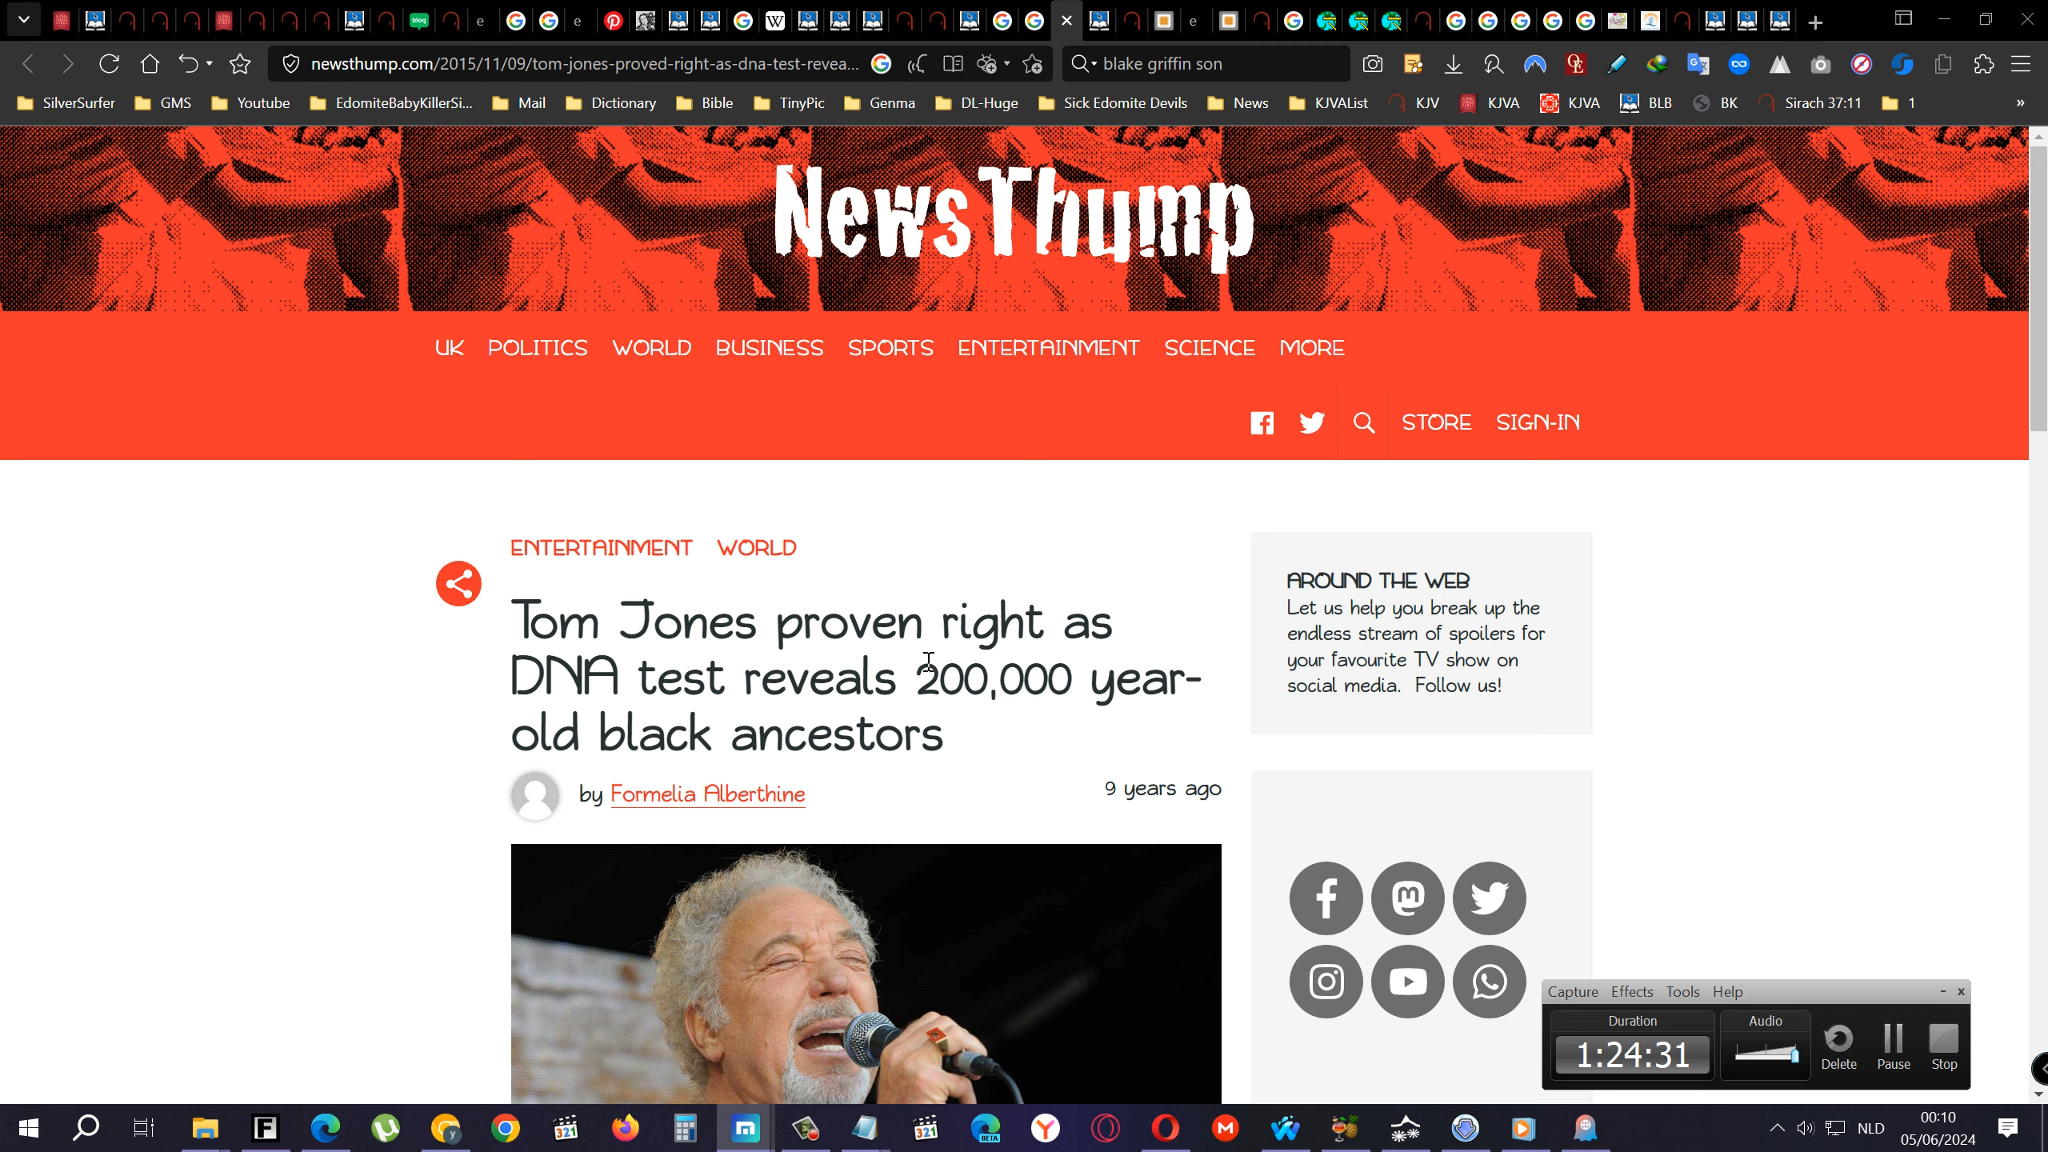 blog
newsthump.com/2015/11/09/tom-jones-proved-right-as-dna-test-revea...
blake griffin son
SilverSurfer GMS Youtube EdomiteBabyKillerSi... Mail Dictionary Bible TinyPic Genma DL-Huge Sick Edomite Devils News KJVAList KJV KJVA KJVA BLB BK Sirach 37:11 1 »
NewsThump
UK POLITICS WORLD BUSINESS SPORTS ENTERTAINMENT SCIENCE MORE
STORE SIGN-IN
ENTERTAINMENT WORLD
Tom Jones proven right as
DNA test reveals 200,000 year-
old black ancestors
by Formelia Alberthine
9 years ago
AROUND THE WEB
Let us help you break up the
endless stream of spoilers for
your favourite TV show on
social media. Follow us!
Capture Effects Tools Help
Duration Audio
1:24:31
Delete Pause Stop
NLD
00:10
05/06/2024